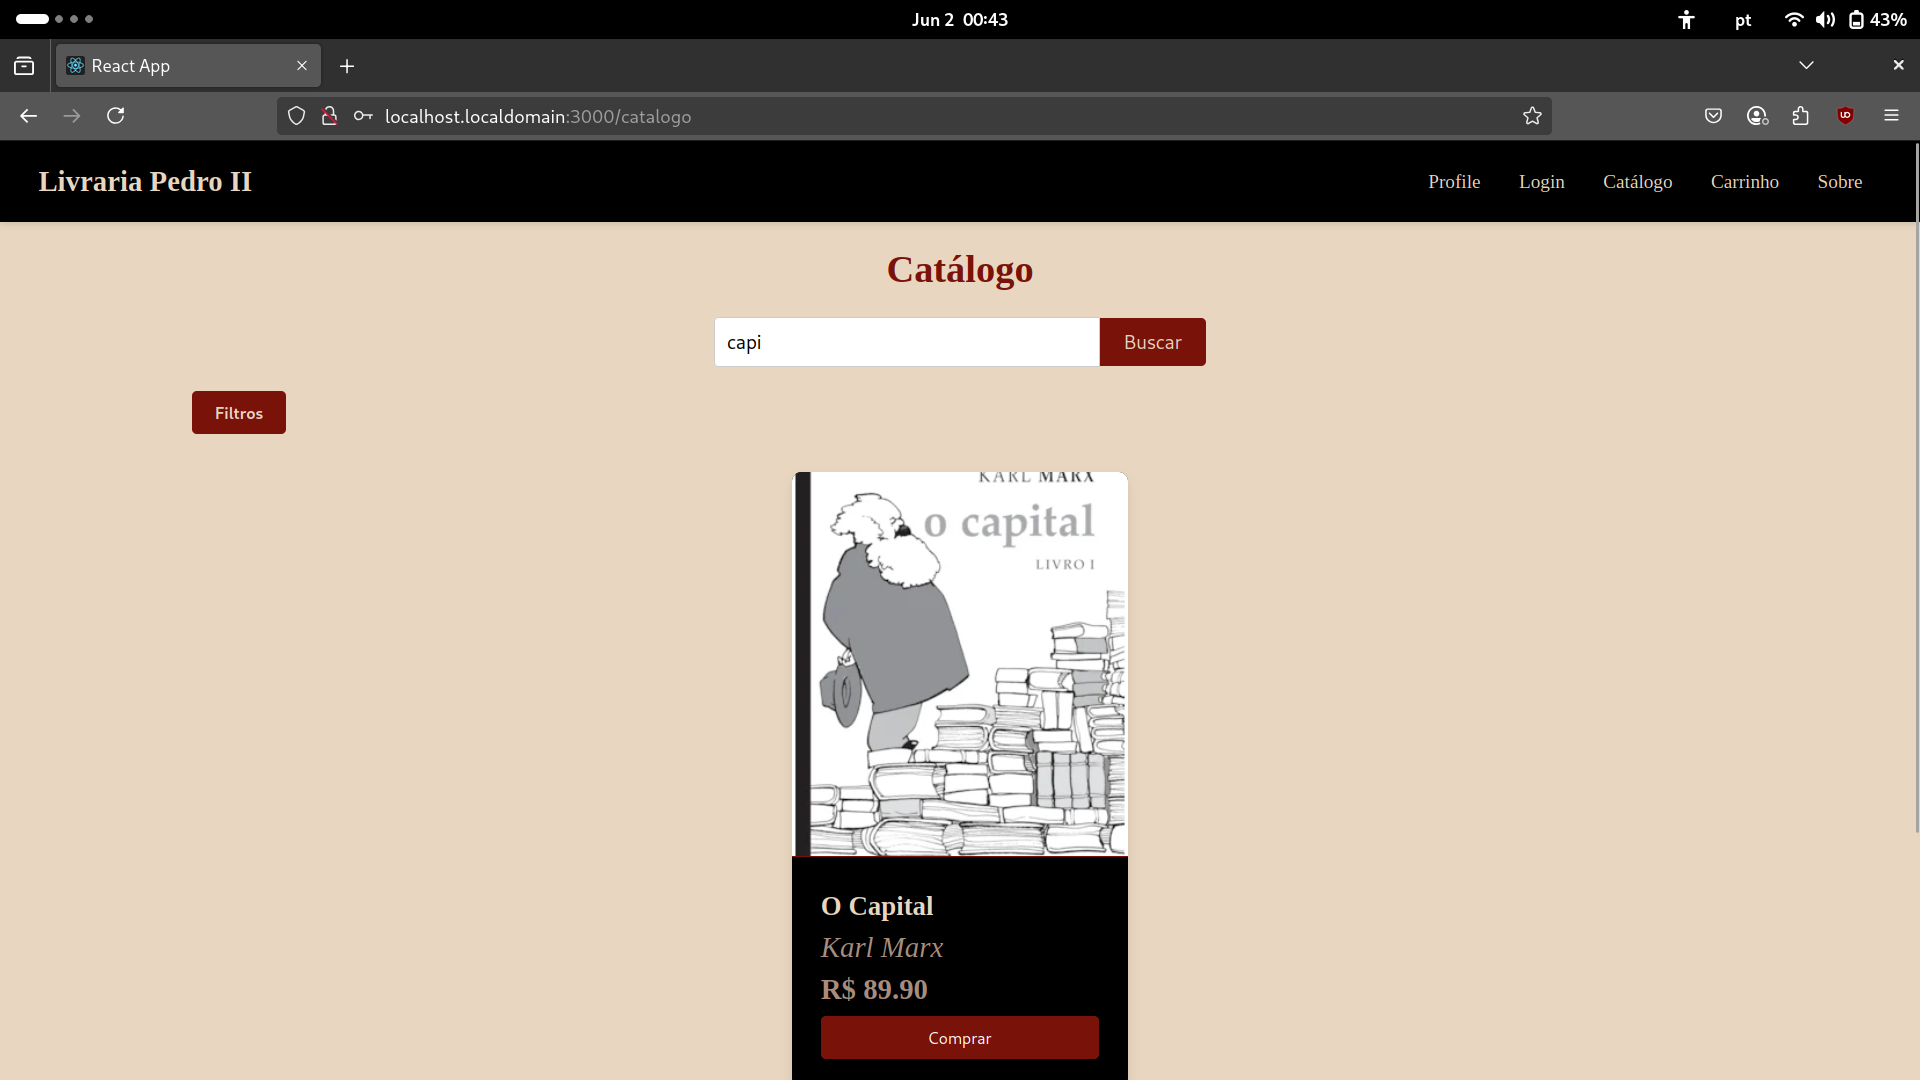 Jun 2 00:43
pt
43%
React App
localhost.localdomain:3000/catalogo
Livraria Pedro II
Profile
Login
Catálogo
Carrinho
Sobre
Catálogo
capi
Buscar
Filtros
KARL MARX
o capital
LIVRO I
O Capital
Karl Marx
R$ 89.90
Comprar